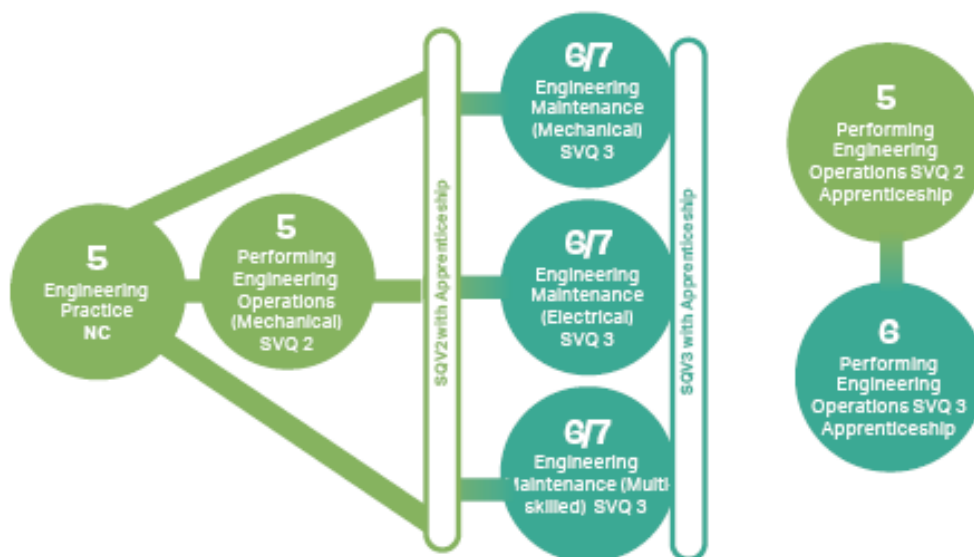 5
Engineering
Practice
NC
5
Performing
Engineering
Operations
(Mechanical)
SVQ 2
SQV2 with Apprenticeship
6/7
Engineering
Maintenance
(Mechanical)
SVQ 3
6/7
Engineering
Maintenance
(Electrical)
SVQ 3
6/7
Engineering
Maintenance (Multi-
skilled) SVQ 3
SQV3 with Apprenticeship
5
Performing
Engineering
Operations SVQ 2
Apprenticeship
6
Performing
Engineering
Operations SVQ 3
Apprenticeship